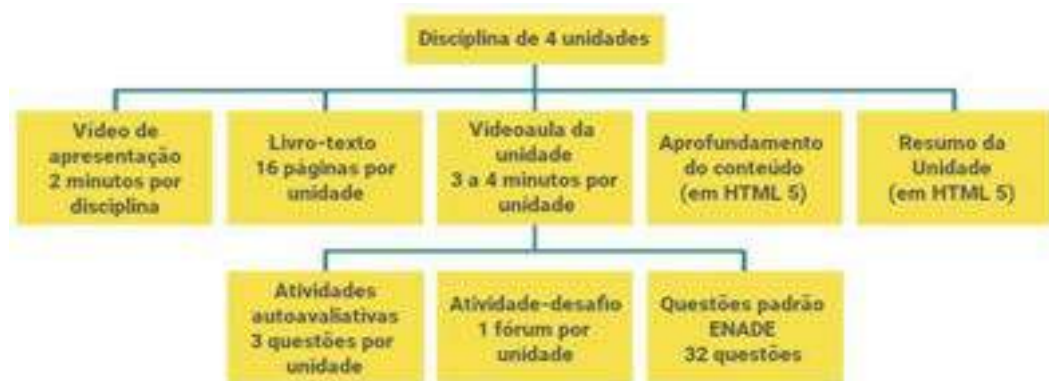 Disciplina de 4 unidades
Vídeo de
apresentação
2 minutos por
disciplina
Livro-texto
16 páginas por
unidade
Videoaula da
unidade
3 a 4 minutos por
unidade
Aprofundamento
do conteúdo
(em HTML 5)
Resumo da
Unidade
(em HTML 5)
Atividades
autoavaliativas
3 questões por
unidade
Atividade-desafio
1 fórum por
unidade
Questões padrão
ENADE
32 questões